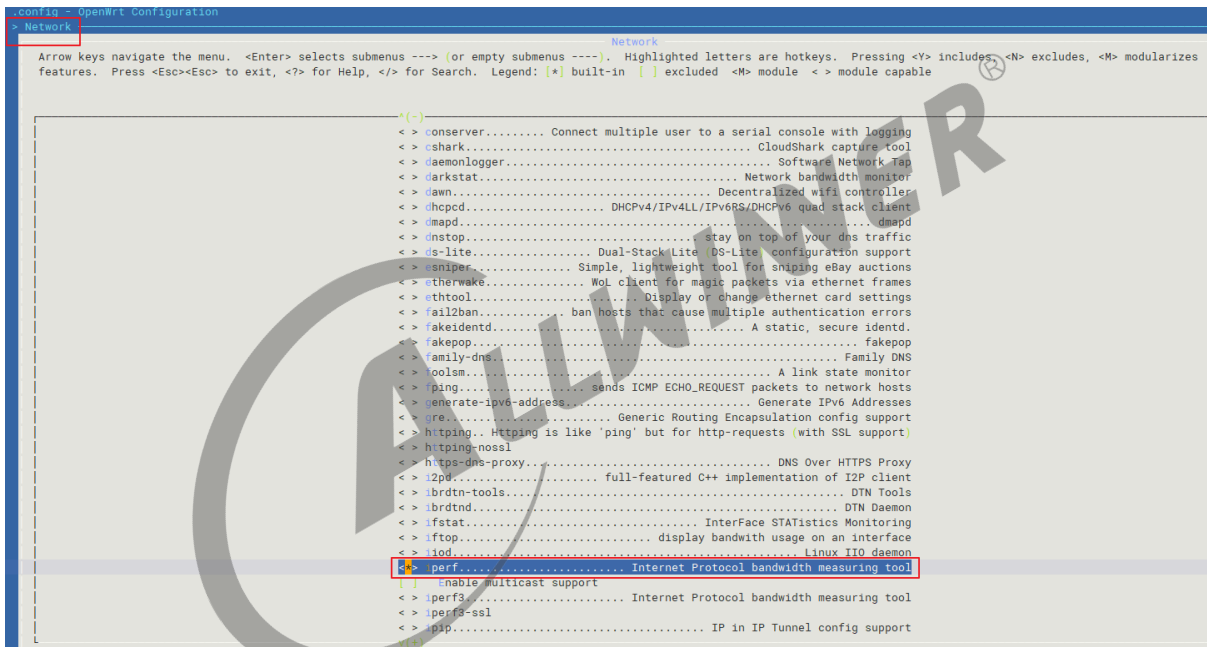 .config - OpenWrt Configuration
> Network
Network
Arrow keys navigate the menu. <Enter> selects submenus ---> (or empty submenus ----). Highlighted letters are hotkeys. Pressing <Y> includes, <N> excludes, <M> modularizes
features. Press <Esc><Esc> to exit, <?> for Help, </> for Search. Legend: [*] built-in [ ] excluded <M> module < > module capable
^(-)
< > conserver......... Connect multiple user to a serial console with logging
< > cshark........................................ CloudShark capture tool
< > daemonlogger..................................... Software Network Tap
< > darkstat..................................... Network bandwidth monitor
< > dawn.................................... Decentralized wifi controller
< > dhcpcd.................... DHCPv4/IPv4LL/IPv6RS/DHCPv6 quad stack client
< > dmapd............................................................ dmapd
< > dnstop.................................. stay on top of your dns traffic
< > ds-lite................. Dual-Stack Lite (DS-Lite) configuration support
< > esniper............... Simple, lightweight tool for sniping eBay auctions
< > etherwake............... WoL client for magic packets via ethernet frames
< > ethtool........................ Display or change ethernet card settings
< > fail2ban............ ban hosts that cause multiple authentication errors
< > fakeidentd..................................... A static, secure identd.
< > fakepop........................................................ fakepop
< > family-dns.................................................. Family DNS
< > foolsm............................................ A link state monitor
< > fping.................. sends ICMP ECHO_REQUEST packets to network hosts
< > generate-ipv6-address........................... Generate IPv6 Addresses
< > gre........................ Generic Routing Encapsulation config support
< > httping.. Httping is like 'ping' but for http-requests (with SSL support)
< > httping-nossl
< > https-dns-proxy.................................... DNS Over HTTPS Proxy
< > i2pd..................... full-featured C++ implementation of I2P client
< > ibrdtn-tools.................................................. DTN Tools
< > ibrdtnd...................................................... DTN Daemon
< > ifstat.................................. InterFace STATistics Monitoring
< > iftop............................. display bandwith usage on an interface
< > iiod................................................... Linux IIO daemon
<*> iperf........................ Internet Protocol bandwidth measuring tool
[ ] Enable multicast support
< > iperf3....................... Internet Protocol bandwidth measuring tool
< > iperf3-ssl
< > ipip..................................... IP in IP Tunnel config support
v(+)
ALLWINNER®